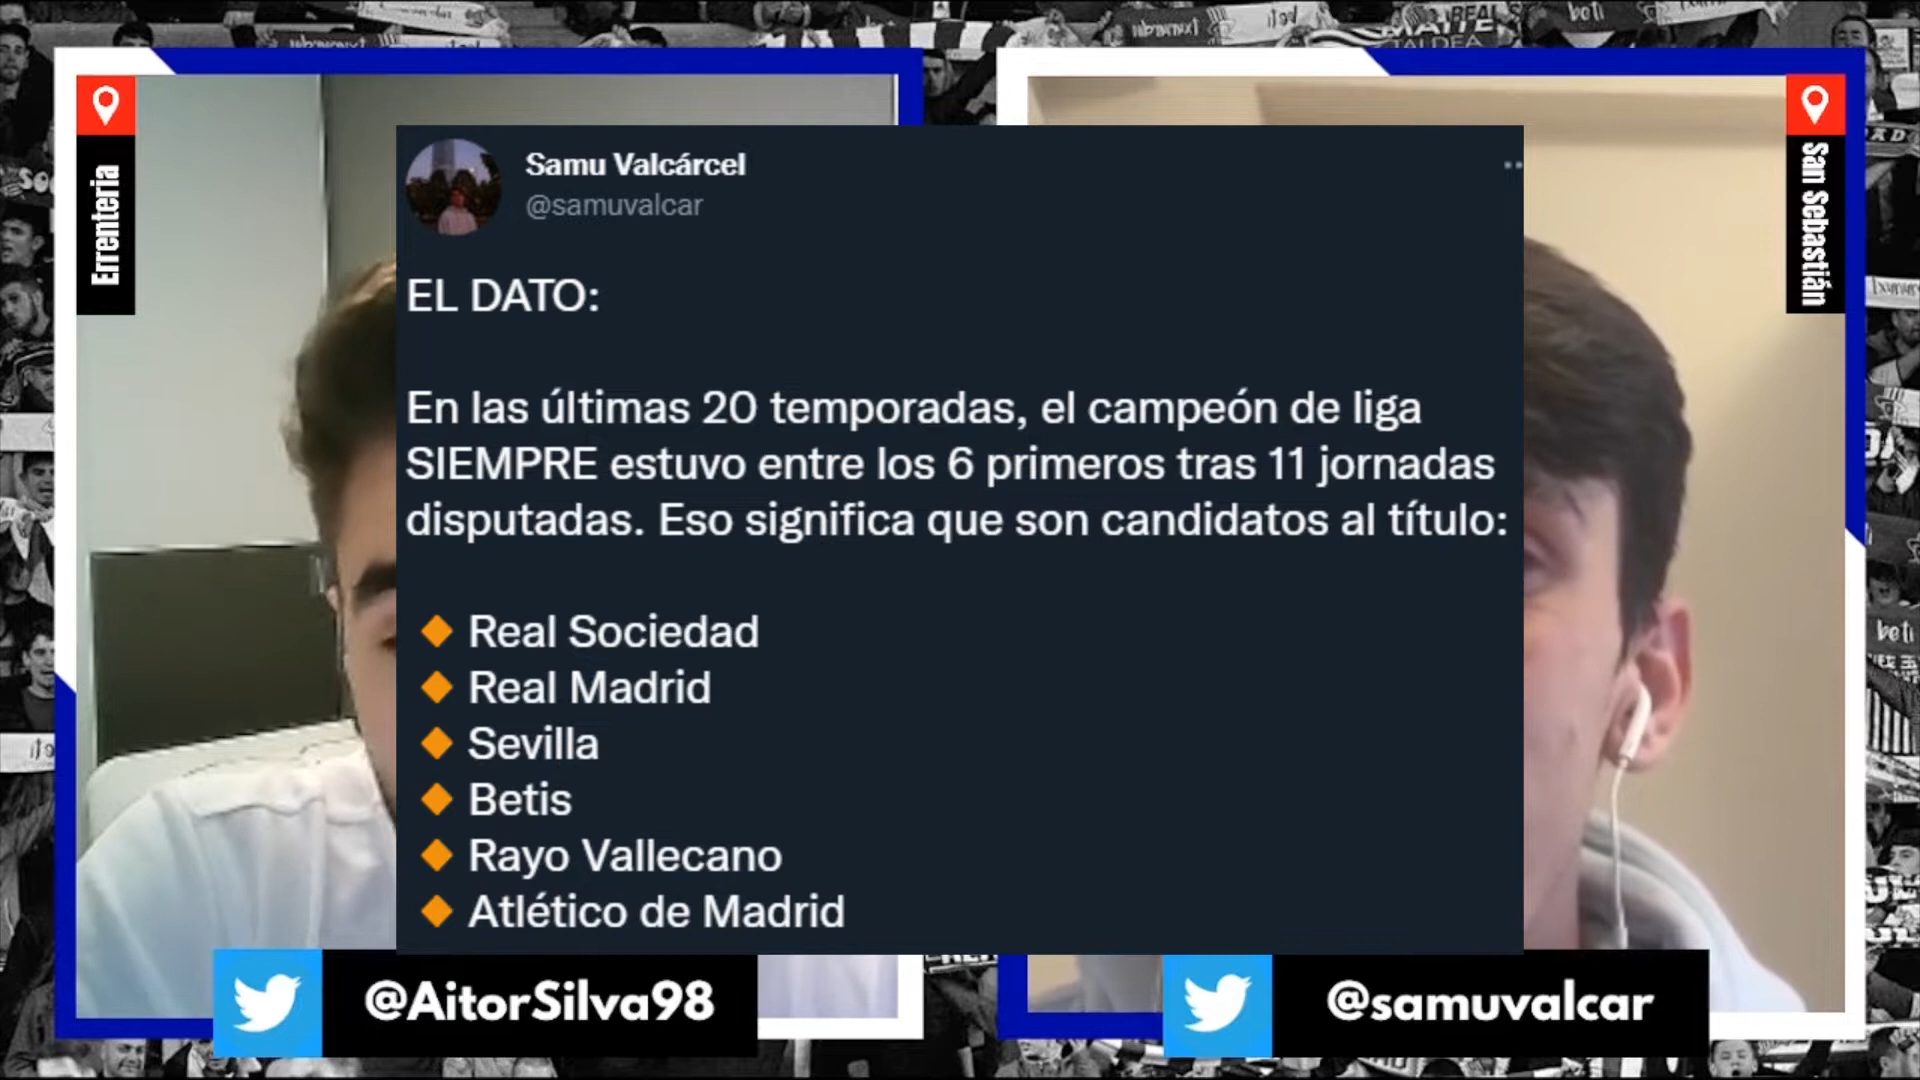 Errenteria
San Sebastián
Samu Valcárcel
@samuvalcar
EL DATO:
En las últimas 20 temporadas, el campeón de liga
SIEMPRE estuvo entre los 6 primeros tras 11 jornadas
disputadas. Eso significa que son candidatos al título:
🔸 Real Sociedad
🔸 Real Madrid
🔸 Sevilla
🔸 Betis
🔸 Rayo Vallecano
🔸 Atlético de Madrid
@AitorSilva98
@samuvalcar
beti
beti